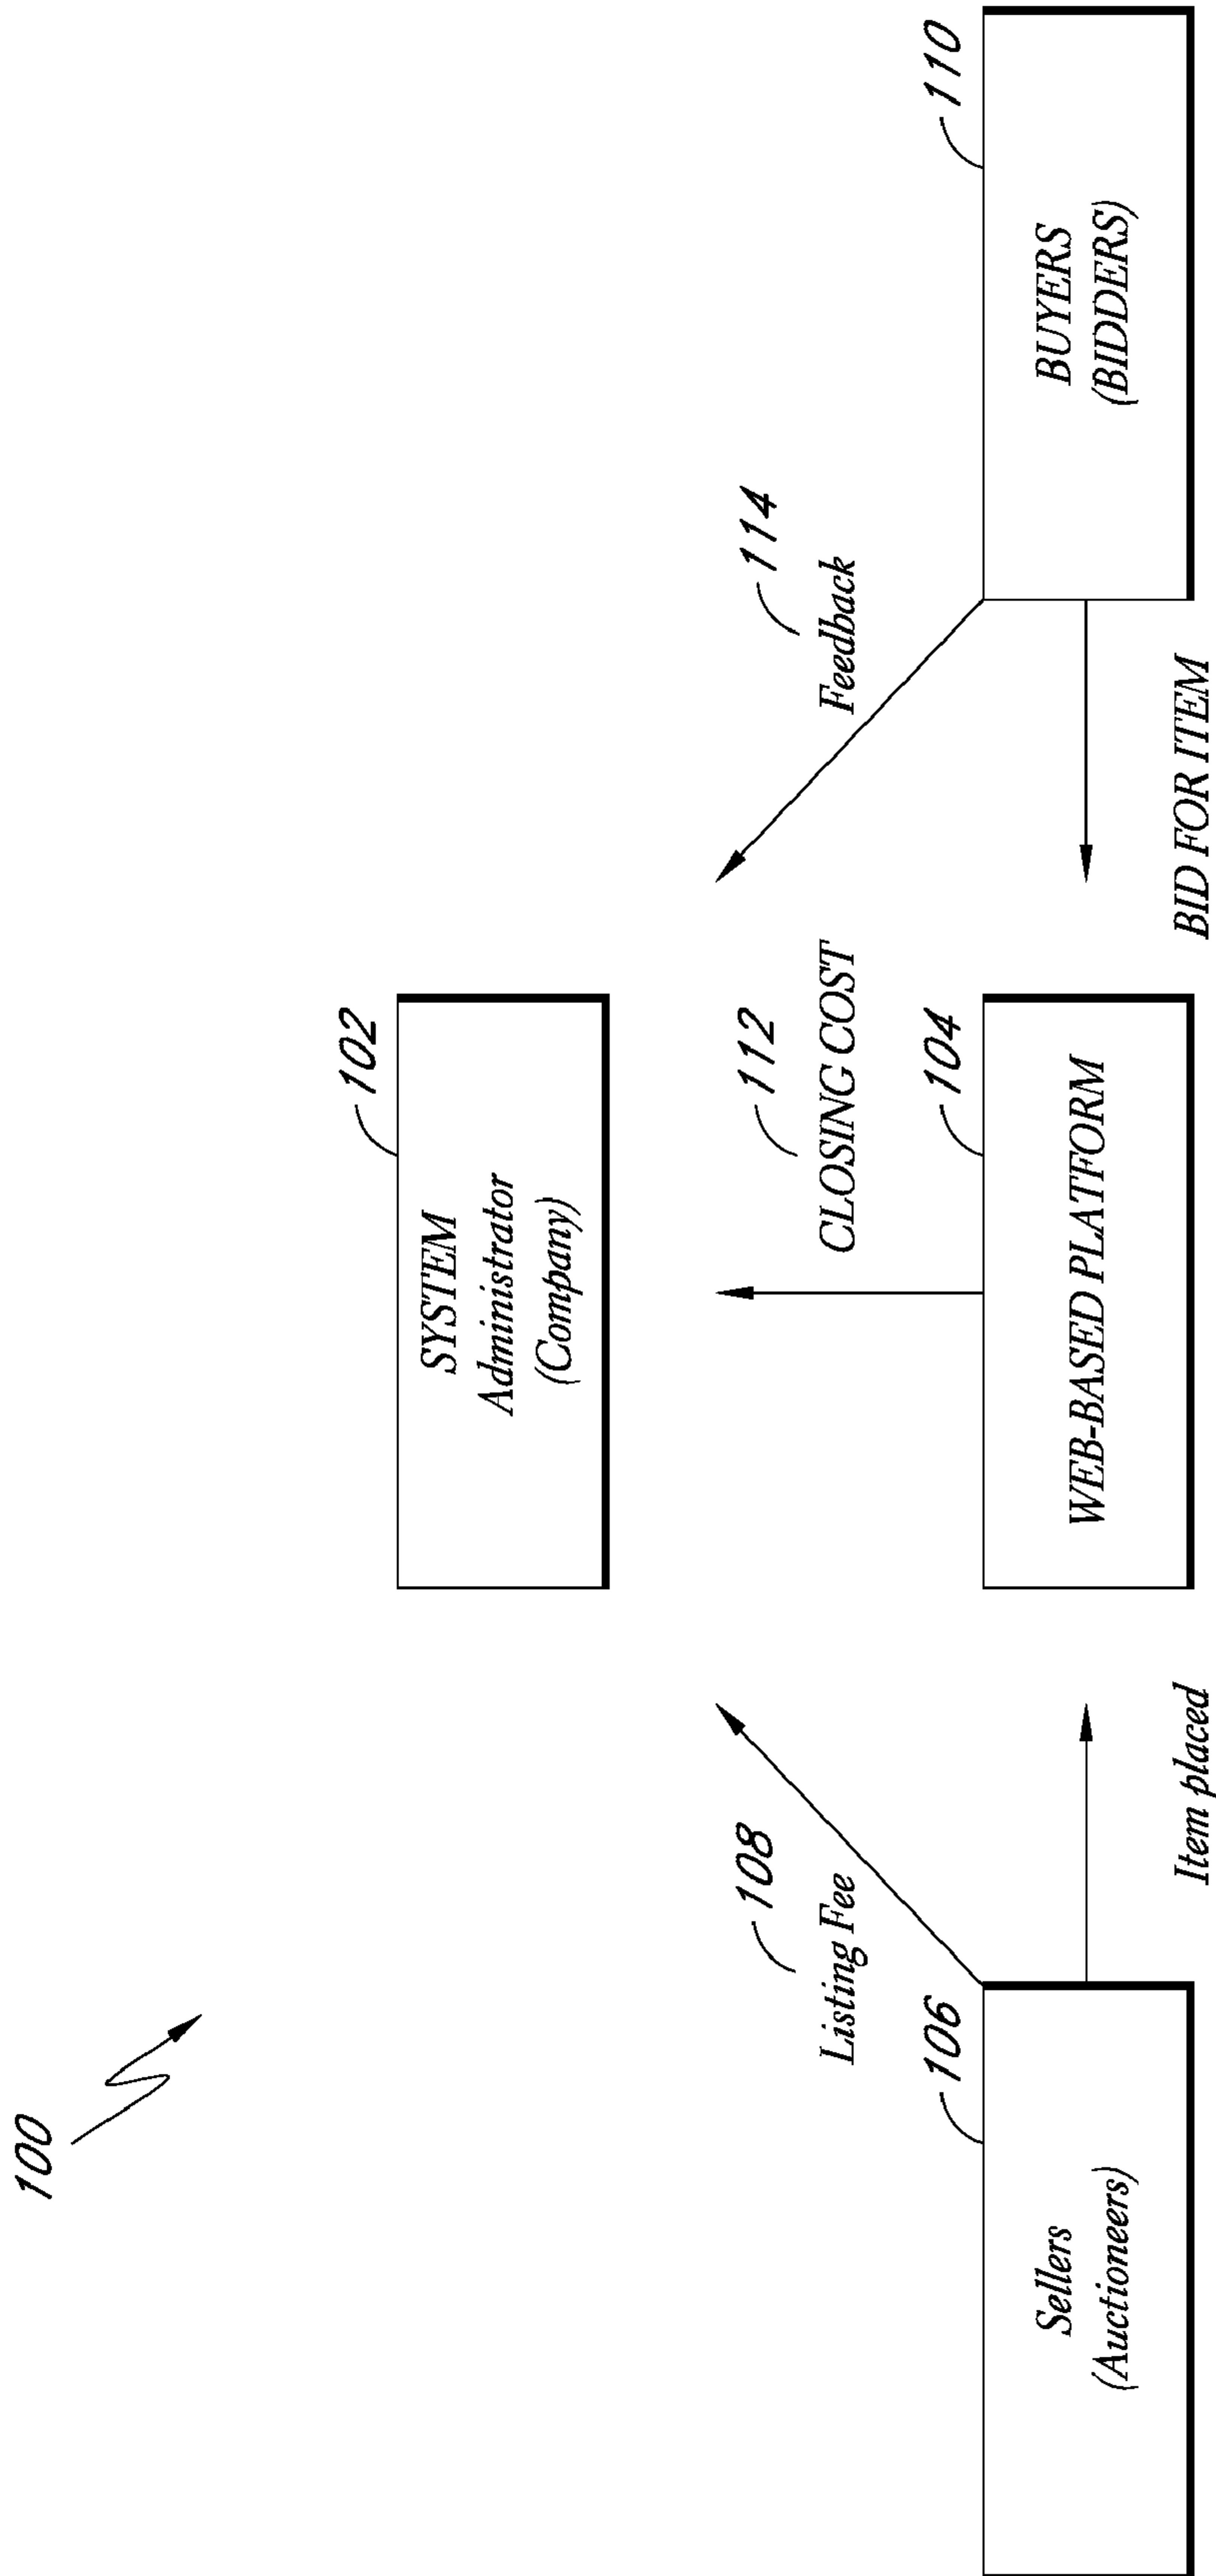 100
102
SYSTEM
Administrator
(Company)
108
Listing Fee
112
CLOSING COST
114
Feedback
106
Sellers
(Auctioneers)
104
WEB-BASED PLATFORM
110
BUYERS
(BIDDERS)
Item placed
BID FOR ITEM